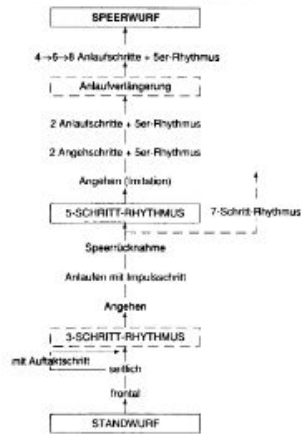 SPEERWURF
4→6→8 Anlaufschritte + 5er-Rhythmus
Anlaufverlängerung
2 Anlaufschritte + 5er-Rhythmus
2 Angehschritte + 5er-Rhythmus
Angehen (Imitation)
5-SCHRITT-RHYTHMUS
7-Schritt-Rhythmus
Speerrücknahme
Anlaufen mit Impulsschritt
Angehen
3-SCHRITT-RHYTHMUS
mit Auftaktschritt
seitlich
frontal
STANDWURF